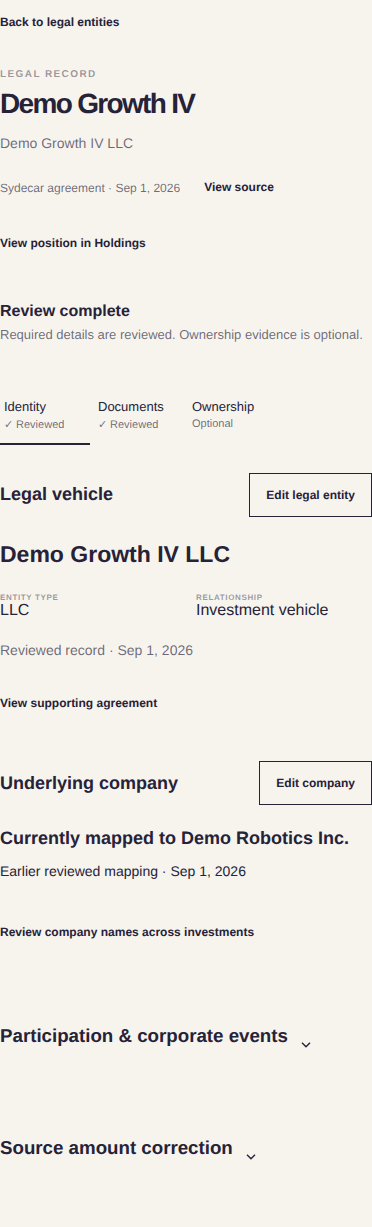 Back to legal entities
LEGAL RECORD
Demo Growth IV
Demo Growth IV LLC
Sydecar agreement · Sep 1, 2026 View source
View position in Holdings
Review complete
Required details are reviewed. Ownership evidence is optional.
Identity Documents Ownership
✓ Reviewed ✓ Reviewed Optional
Legal vehicle Edit legal entity
Demo Growth IV LLC
ENTITY TYPE RELATIONSHIP
LLC Investment vehicle
Reviewed record · Sep 1, 2026
View supporting agreement
Underlying company Edit company
Currently mapped to Demo Robotics Inc.
Earlier reviewed mapping · Sep 1, 2026
Review company names across investments
Participation & corporate events
Source amount correction